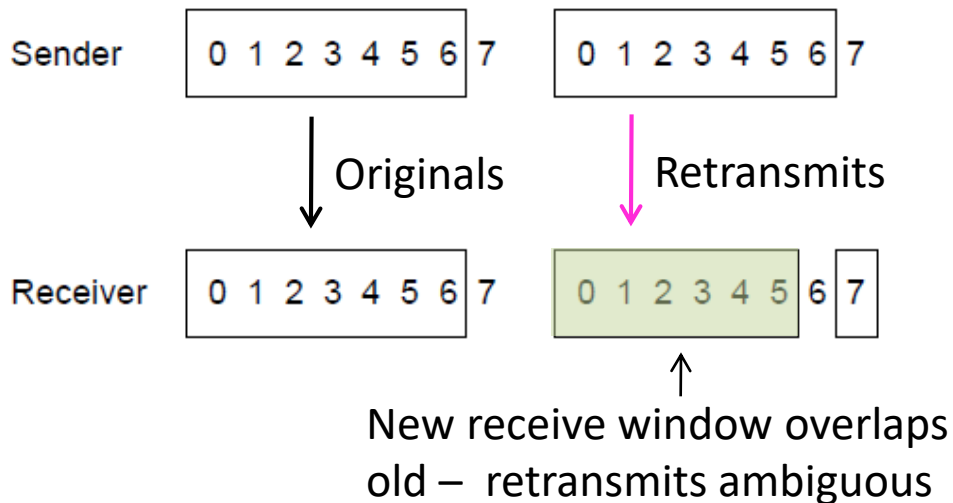 Sender 0 1 2 3 4 5 6 7 0 1 2 3 4 5 6 7
Originals Retransmits
Receiver 0 1 2 3 4 5 6 7 0 1 2 3 4 5 6 7
New receive window overlaps
old – retransmits ambiguous